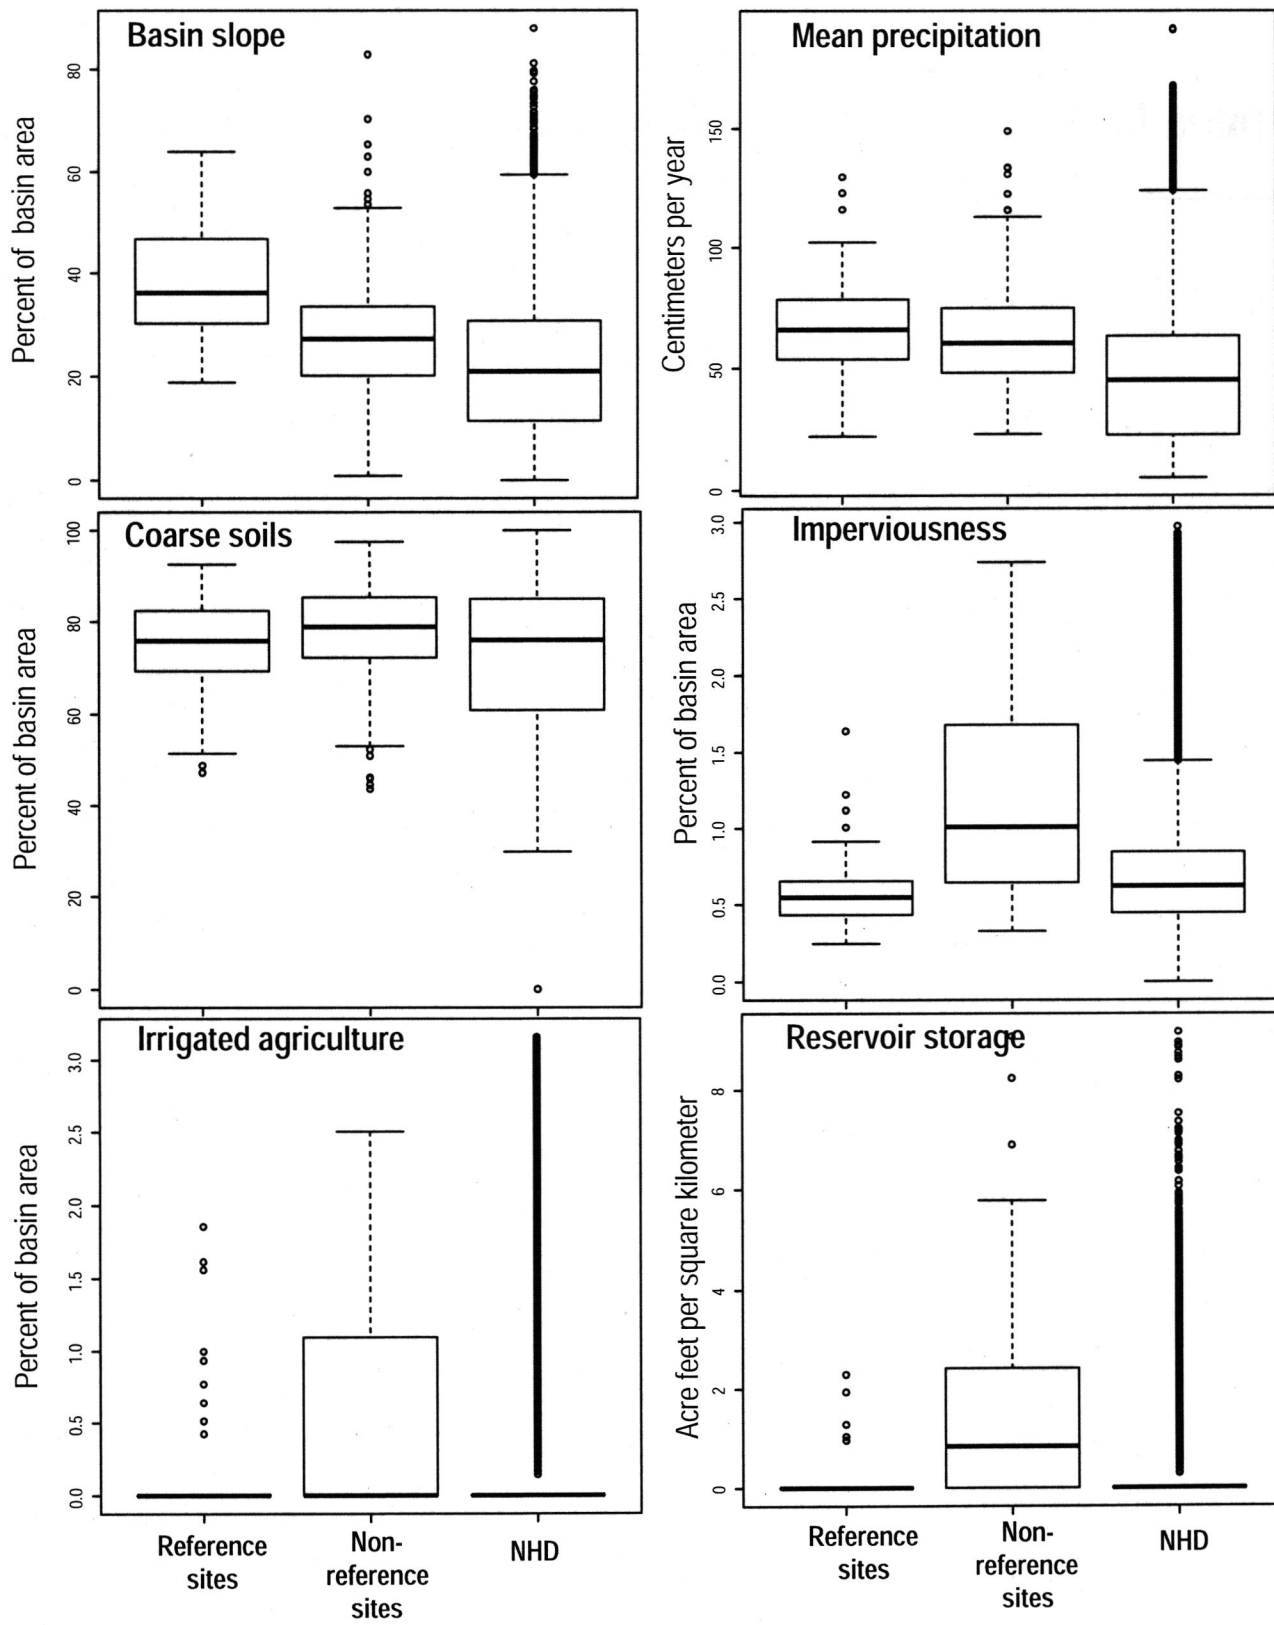 Basin slope
Percent of basin area
80
60
40
20
0
Mean precipitation
Centimeters per year
150
100
50
0
Coarse soils
Percent of basin area
100
80
60
40
20
0
Imperviousness
Percent of basin area
3.0
2.5
2.0
1.5
1.0
0.5
0.0
Irrigated agriculture
Percent of basin area
3.0
2.5
2.0
1.5
1.0
0.5
0.0
Reference
sites
Non-
reference
sites
NHD
Reservoir storage
Acre feet per square kilometer
8
6
4
2
0
Reference
sites
Non-
reference
sites
NHD